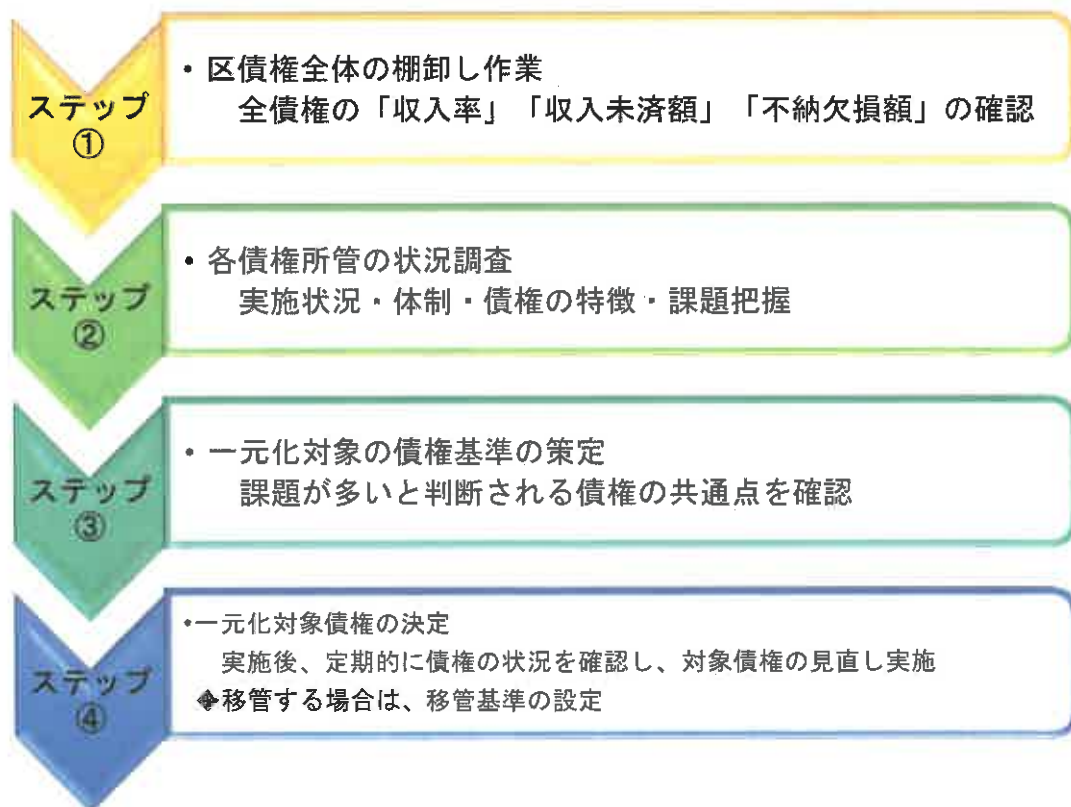 ステップ
①
・区債権全体の棚卸し作業
全債権の「収入率」「収入未済額」「不納欠損額」の確認
ステップ
②
・各債権所管の状況調査
実施状況・体制・債権の特徴・課題把握
ステップ
③
・一元化対象の債権基準の策定
課題が多いと判断される債権の共通点を確認
ステップ
④
・一元化対象債権の決定
実施後、定期的に債権の状況を確認し、対象債権の見直し実施
◆移管する場合は、移管基準の設定